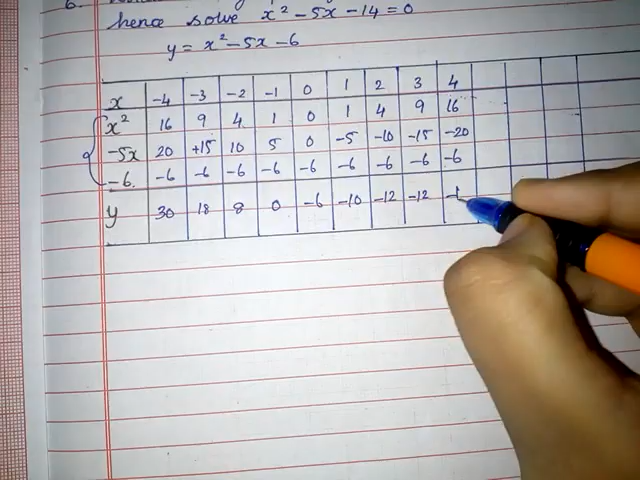 6.
hence solve x² - 5x - 14 = 0
y = x² - 5x - 6
x -4 -3 -2 -1 0 1 2 3 4
x² 16 9 4 1 0 1 4 9 16
-5x 20 +15 10 5 0 -5 -10 -15 -20
-6 -6 -6 -6 -6 -6 -6 -6 -6 -6
y 30 18 8 0 -6 -10 -12 -12 -1